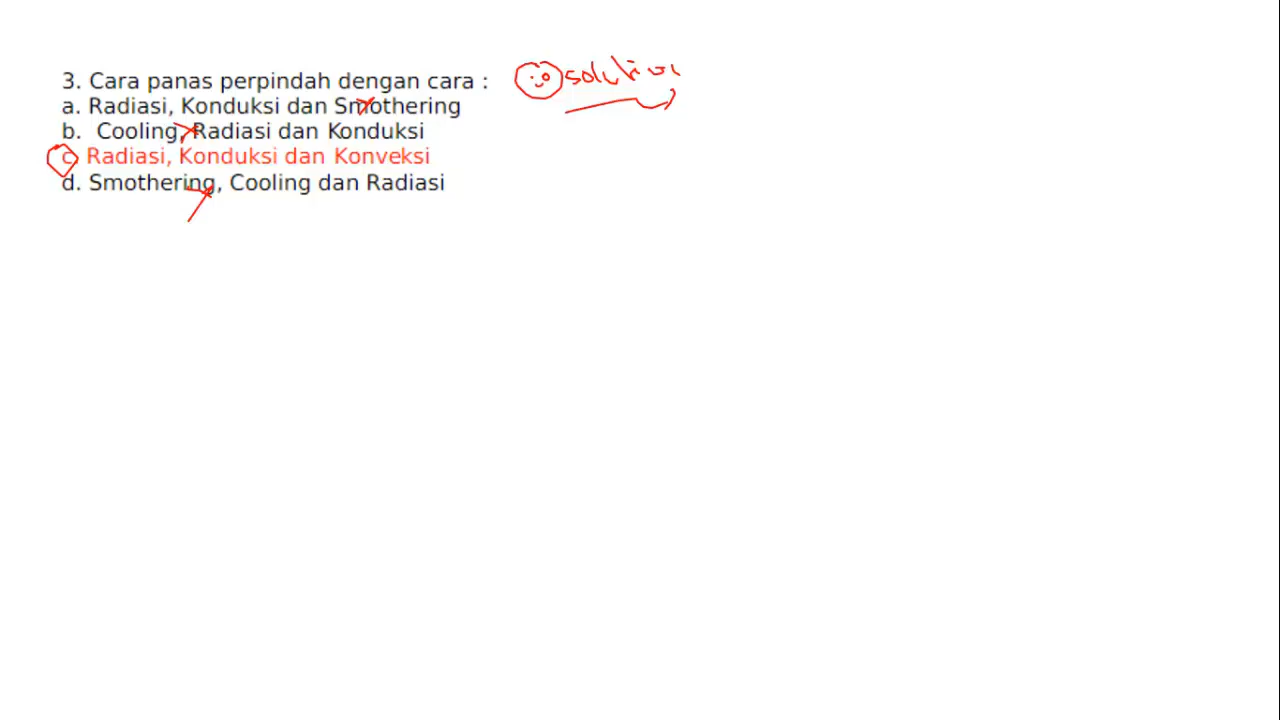 3. Cara panas perpindah dengan cara : solution
a. Radiasi, Konduksi dan Smothering
b. Cooling, Radiasi dan Konduksi
c. Radiasi, Konduksi dan Konveksi
d. Smothering, Cooling dan Radiasi